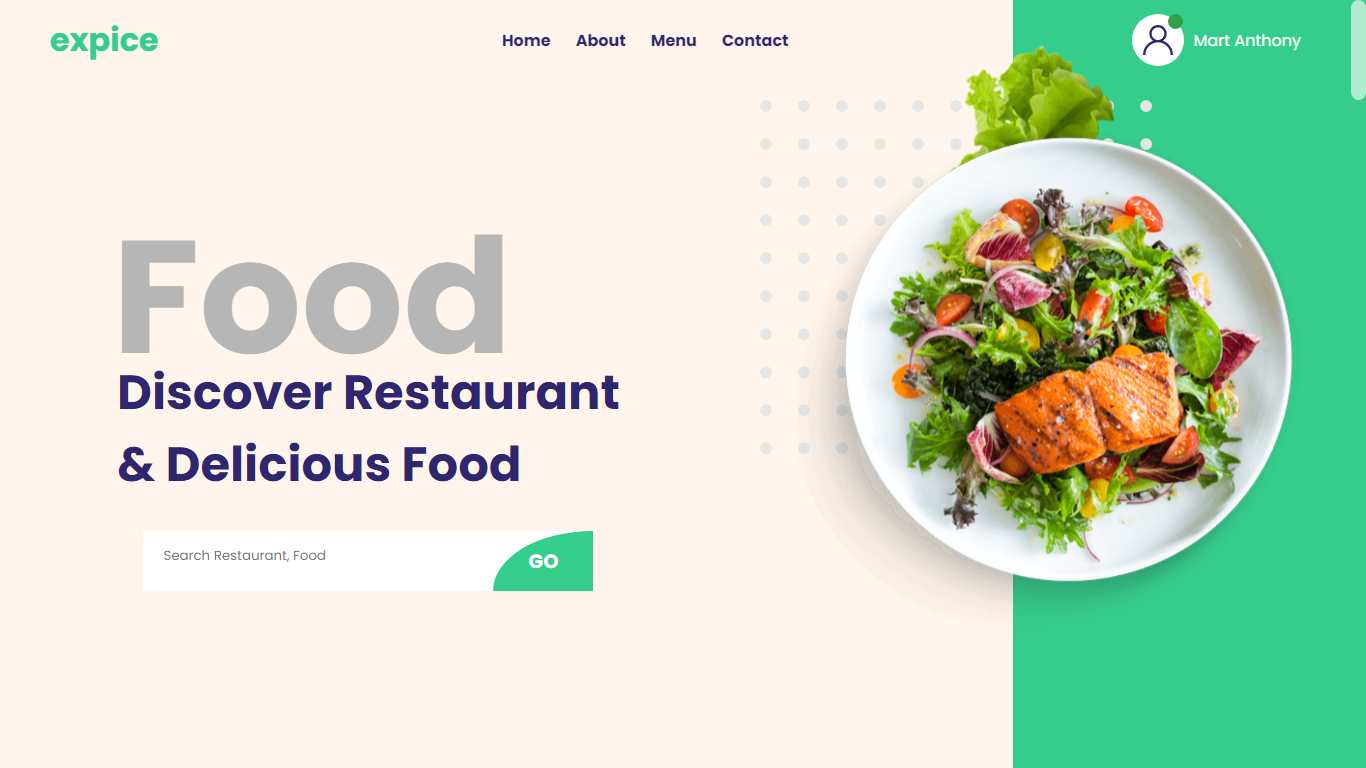 expice
Home About Menu Contact
Mart Anthony
Food
Discover Restaurant
& Delicious Food
Search Restaurant, Food
GO